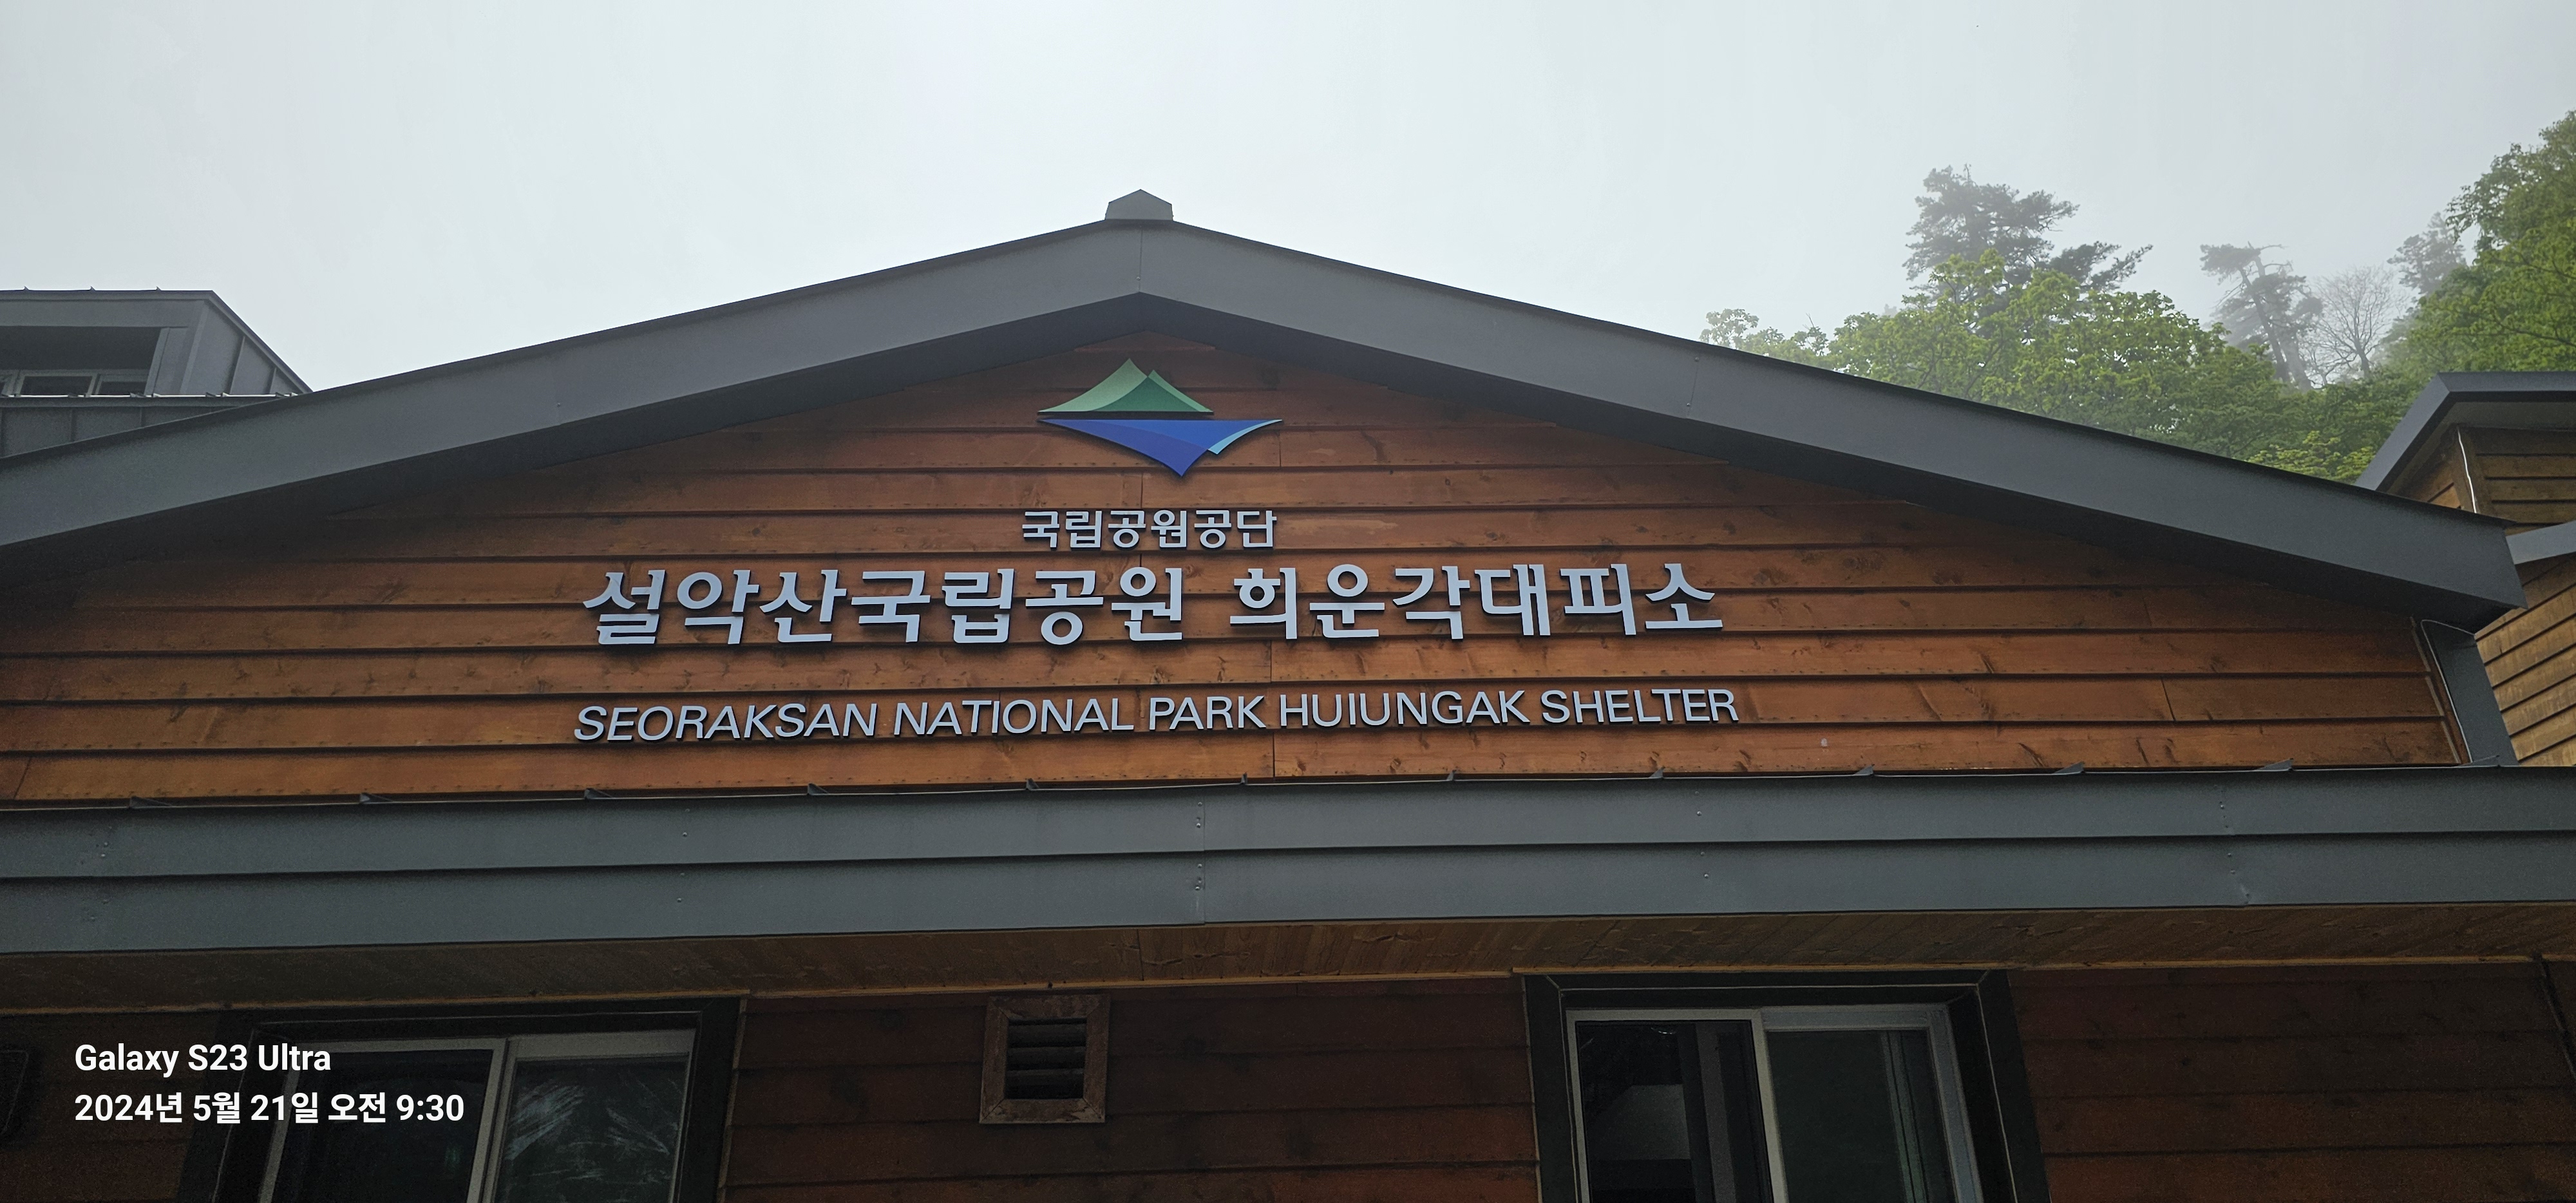 국립공원공단
설악산국립공원 희운각대피소
SEORAKSAN NATIONAL PARK HUIUNGAK SHELTER
Galaxy S23 Ultra
2024년 5월 21일 오전 9:30